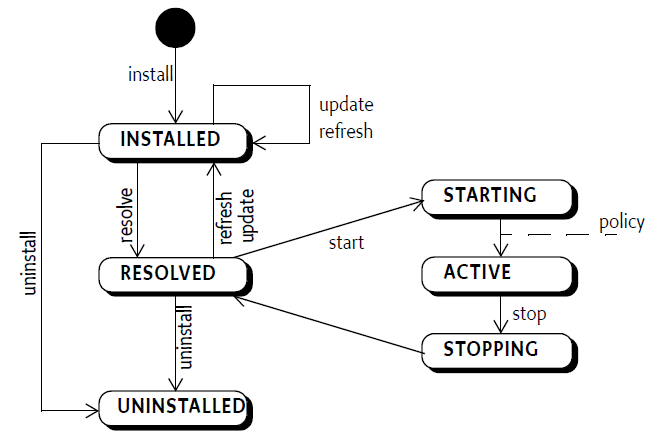 install
update
refresh
INSTALLED
resolve
refresh
update
STARTING
policy
start
uninstall
RESOLVED
ACTIVE
uninstall
stop
STOPPING
UNINSTALLED